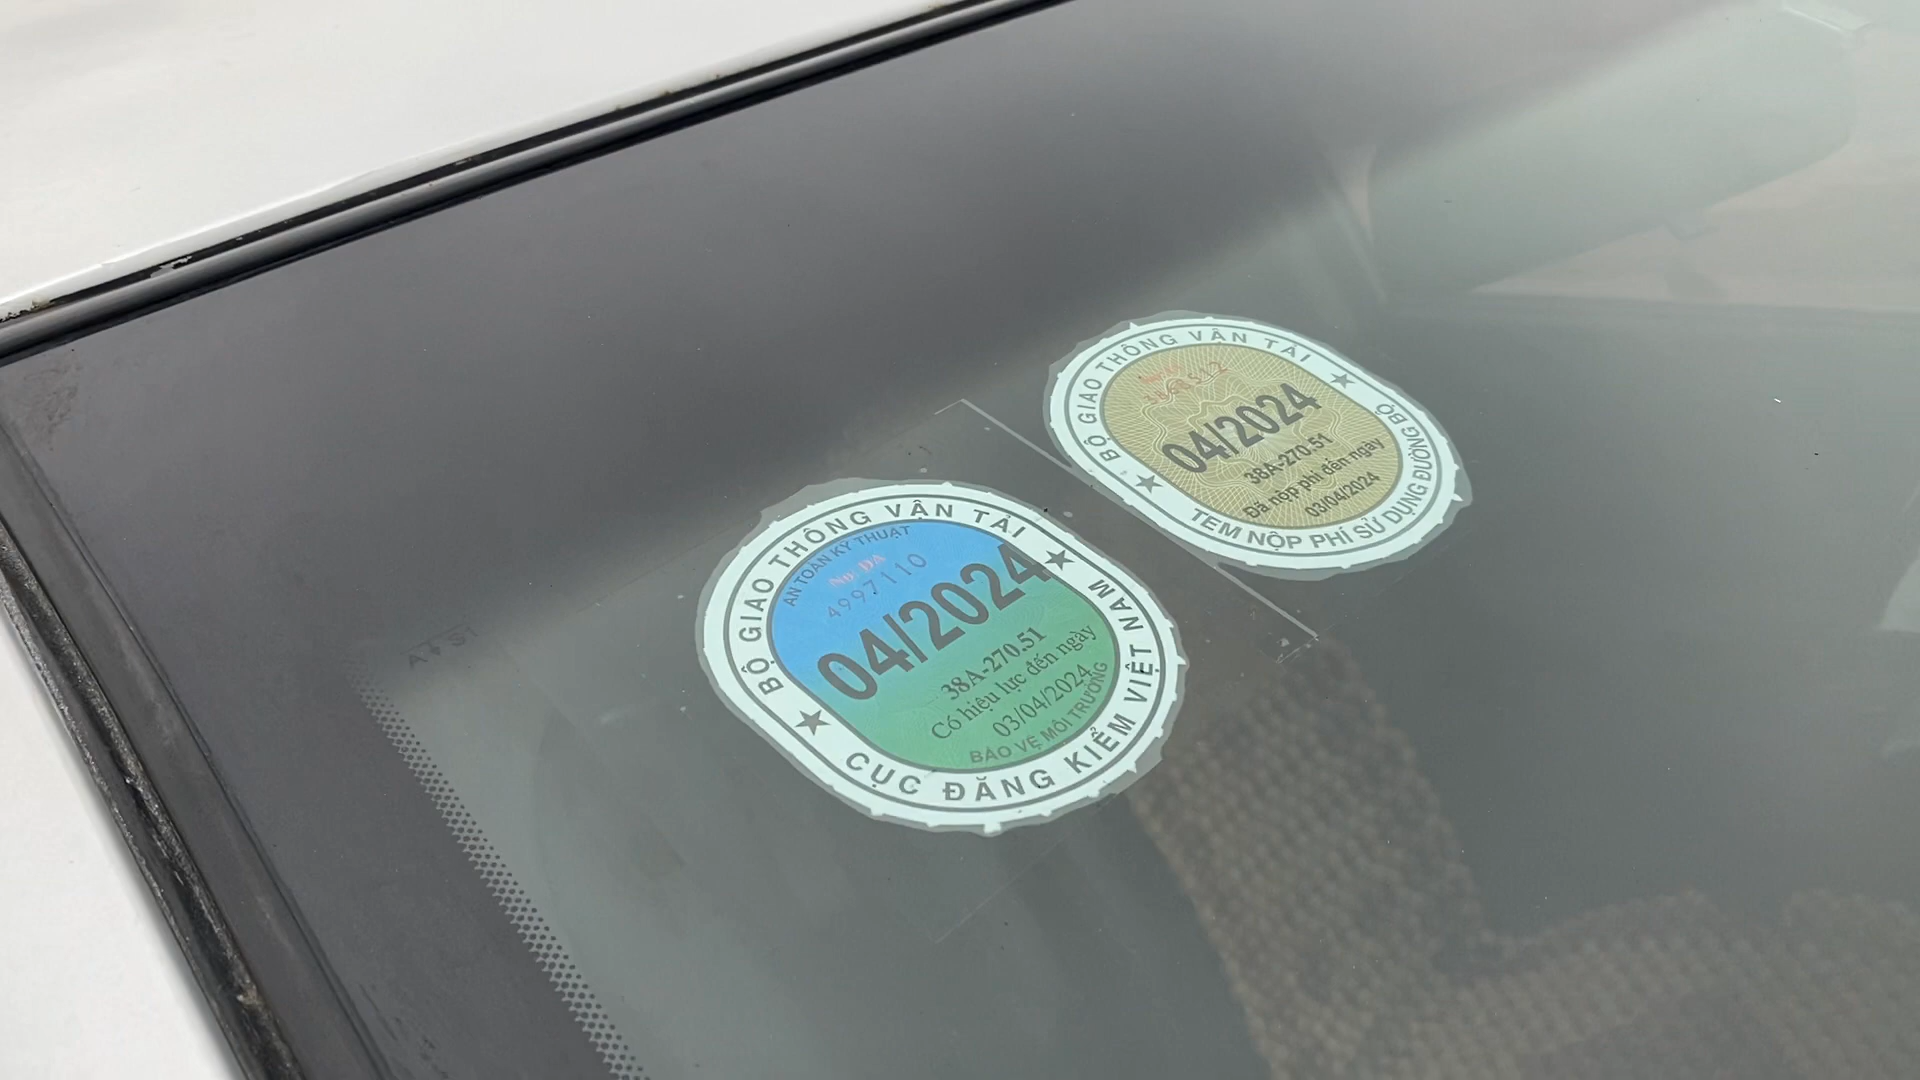 BỘ GIAO THÔNG VẬN TẢI
04/2024
38A-270.51
Đã nộp phí đến ngày
03/04/2024
TEM NỘP PHÍ SỬ DỤNG ĐƯỜNG BỘ
BỘ GIAO THÔNG VẬN TẢI
AN TOÀN KỸ THUẬT
No: DA
4997110
04/2024
38A-270.51
Có hiệu lực đến ngày
03/04/2024
BẢO VỆ MÔI TRƯỜNG
CỤC ĐĂNG KIỂM VIỆT NAM